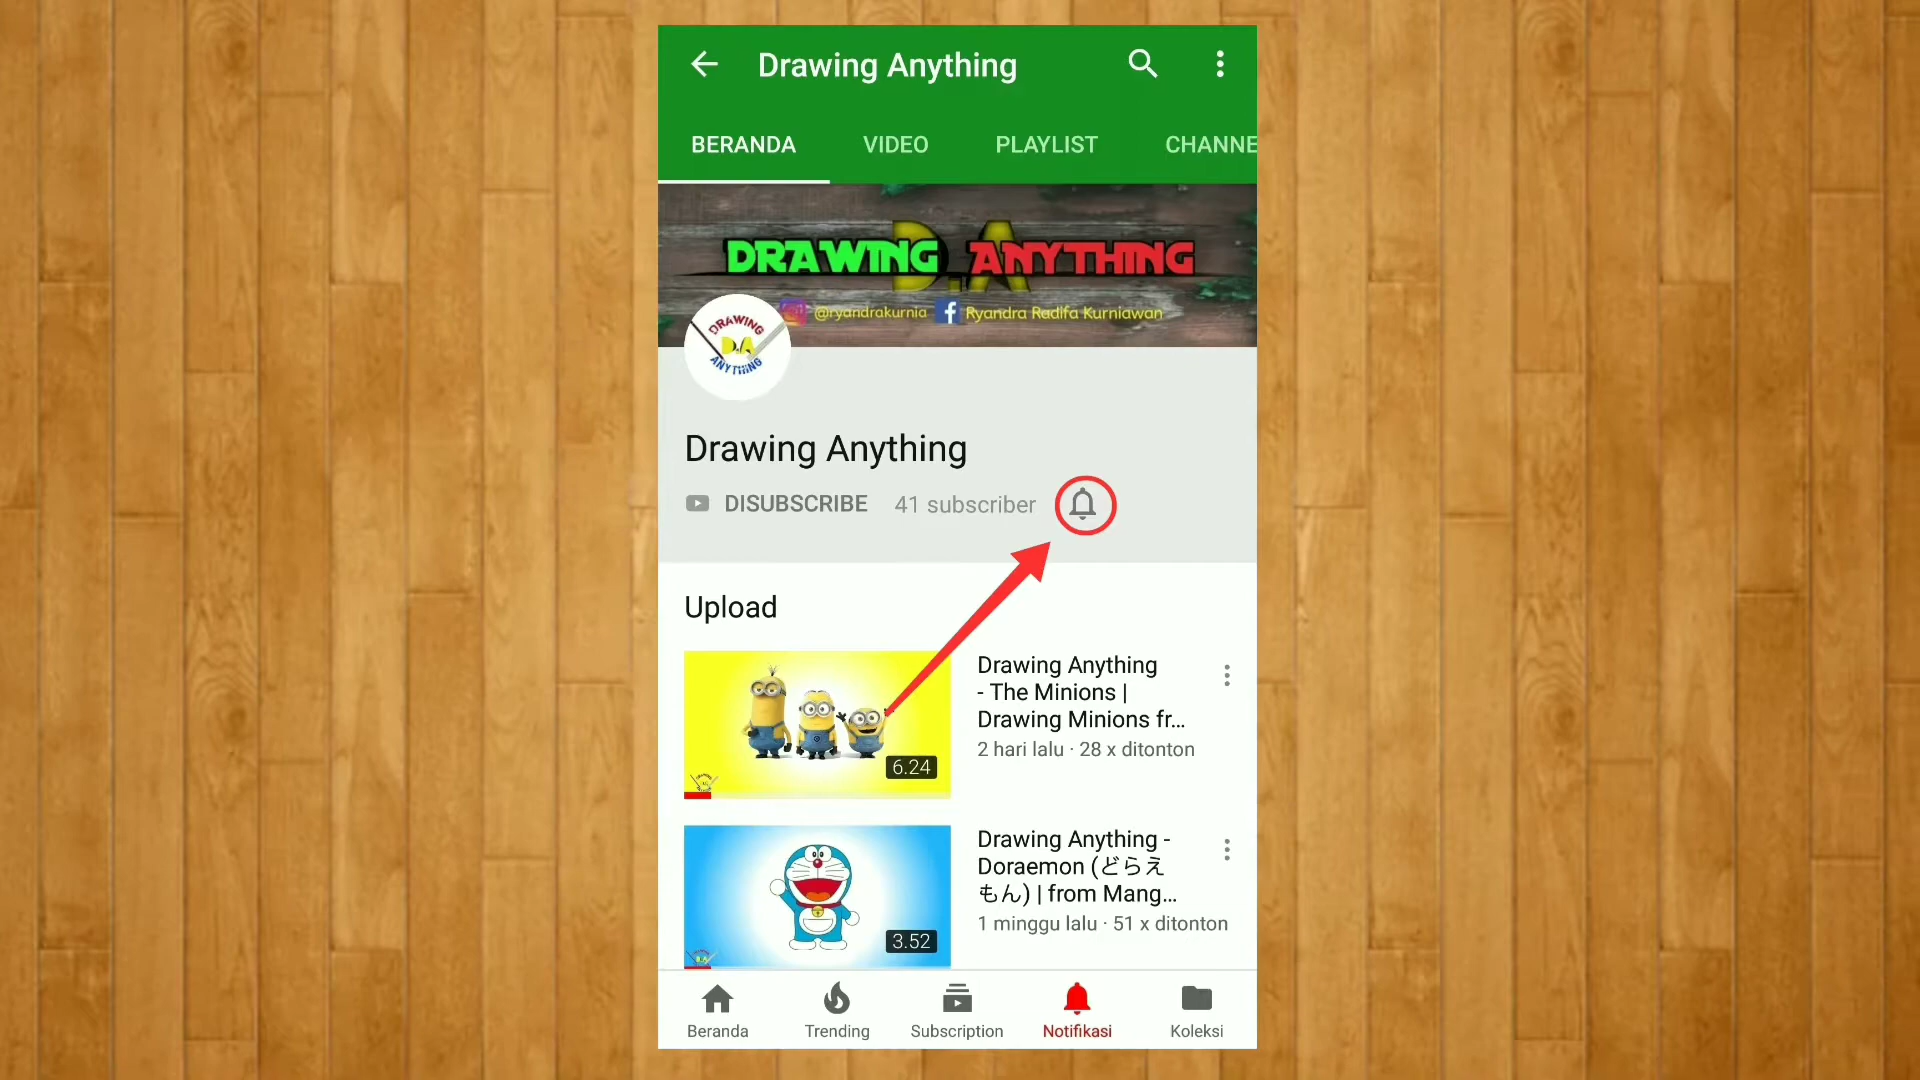 Drawing Anything
BERANDA
VIDEO
PLAYLIST
CHANNE
D.A
DRAWING ANYTHING
@ryandrakurnia
Ryandra Radifa Kurniawan
DRAWING
D.A
ANYTHING
Drawing Anything
DISUBSCRIBE
41 subscriber
Upload
6.24
Drawing Anything
- The Minions |
Drawing Minions fr...
2 hari lalu · 28 x ditonton
3.52
Drawing Anything -
Doraemon (どらえ
もん) | from Mang...
1 minggu lalu · 51 x ditonton
Beranda
Trending
Subscription
Notifikasi
Koleksi